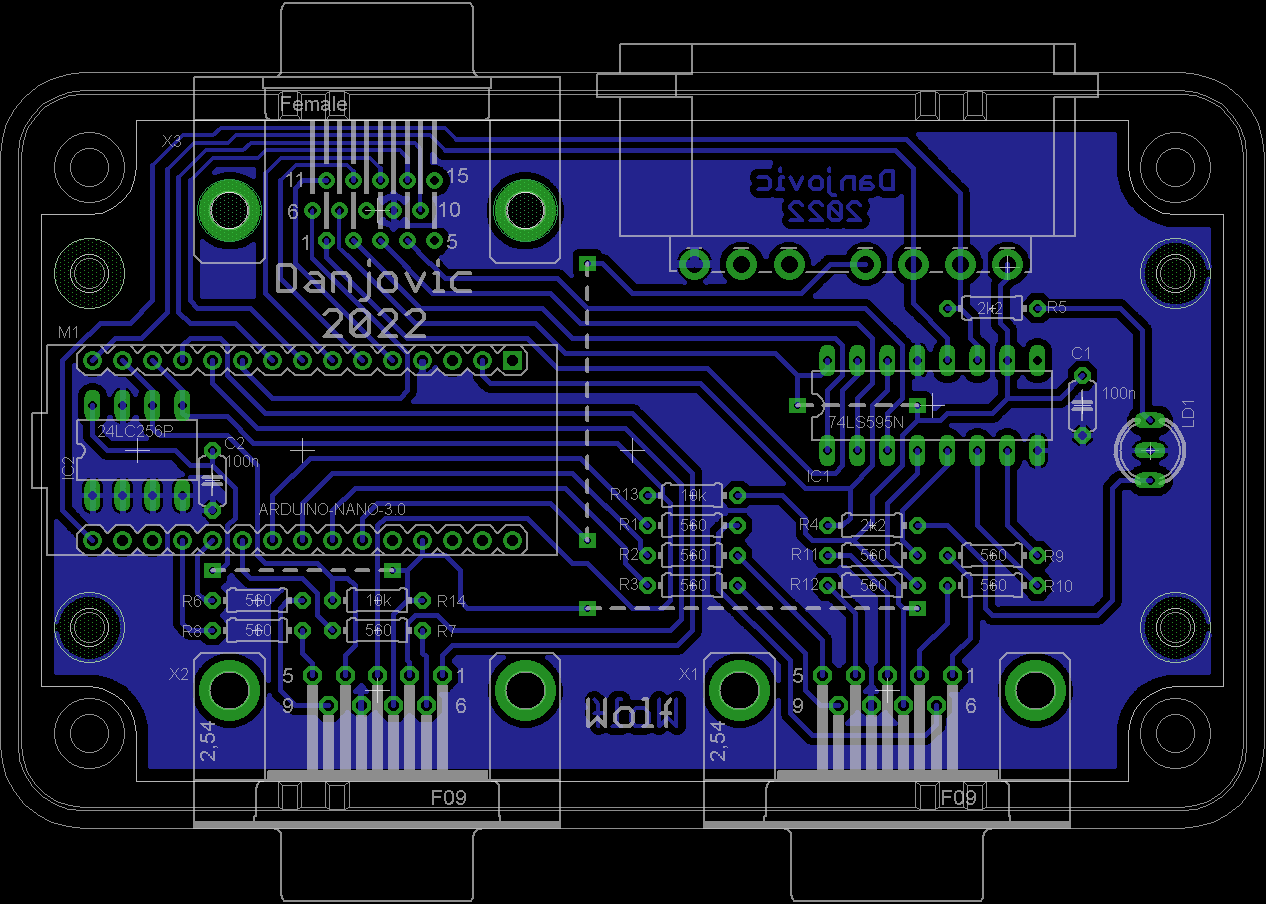 Female
X3
11
15
6
10
1
5
Danjovic
2022
Danjovic
2022
M1
2k2
R5
C1
100n
74LS595N
IC1
LD1
24LC256P
IC2
C2
100n
ARDUINO-NANO-3.0
R13
10k
R1
560
R2
560
R3
560
R4
2k2
R11
560
R12
560
560
R9
560
R10
R6
560
10k
R14
R8
560
560
R7
X2
5
1
9
6
2,54
F09
Wolf
X1
5
1
9
6
2,54
F09